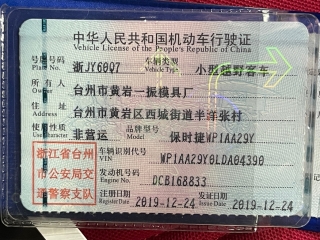 中华人民共和国机动车行驶证
Vehicle License of the People's Republic of China
号牌号码 浙JY60Q7 车辆类型 小型越野客车
Plate No. Vehicle Type
所有人 台州市黄岩一振模具厂
Owner
住址 台州市黄岩区西城街道半洋张村
Address
使用性质 非营运 品牌型号 保时捷WP1AA29Y
Use Character Model
浙江省台州市公安局交通警察支队
车辆识别代号 WP1AA29Y0LDA04390
VIN
发动机号码 DCB168833
Engine No.
注册日期 2019-12-24 发证日期 2019-12-24
Register Date Issue Date